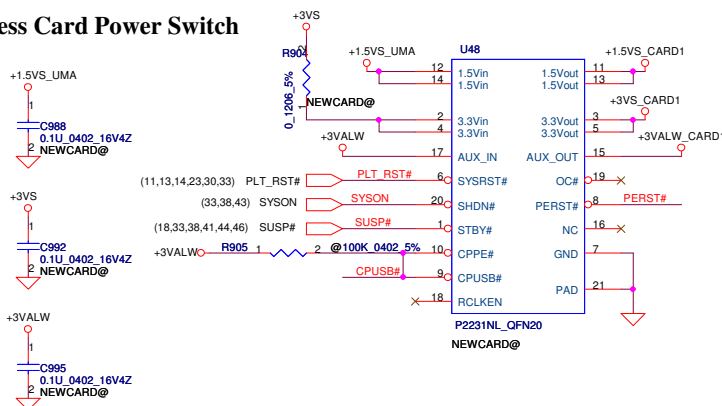 ess Card Power Switch
+3VS
R904
2
0_1206_5%
1
NEWCARD@
+1.5VS_UMA
1
C988
0.1U_0402_16V4Z
2
NEWCARD@
+3VS
1
C992
0.1U_0402_16V4Z
2
NEWCARD@
+3VALW
1
C995
0.1U_0402_16V4Z
2
NEWCARD@
+1.5VS_UMA
U48
+1.5VS_CARD1
12 1.5Vin 1.5Vout 11
14 1.5Vin 1.5Vout 13
+3VS_CARD1
2 3.3Vin 3.3Vout 3
4 3.3Vin 3.3Vout 5
+3VALW
+3VALW_CARD1
17 AUX_IN AUX_OUT 15
(11,13,14,23,30,33) PLT_RST# PLT_RST# 6 SYSRST# OC# 19
(33,38,43) SYSON SYSON 20 SHDN# PERST# 8 PERST#
(18,33,38,41,44,46) SUSP# SUSP# 1 STBY# NC 16
+3VALW R905 1 2 @100K_0402_5% 10 CPPE# GND 7
CPUSB# 9 CPUSB#
PAD 21
18 RCLKEN
P2231NL_QFN20
NEWCARD@